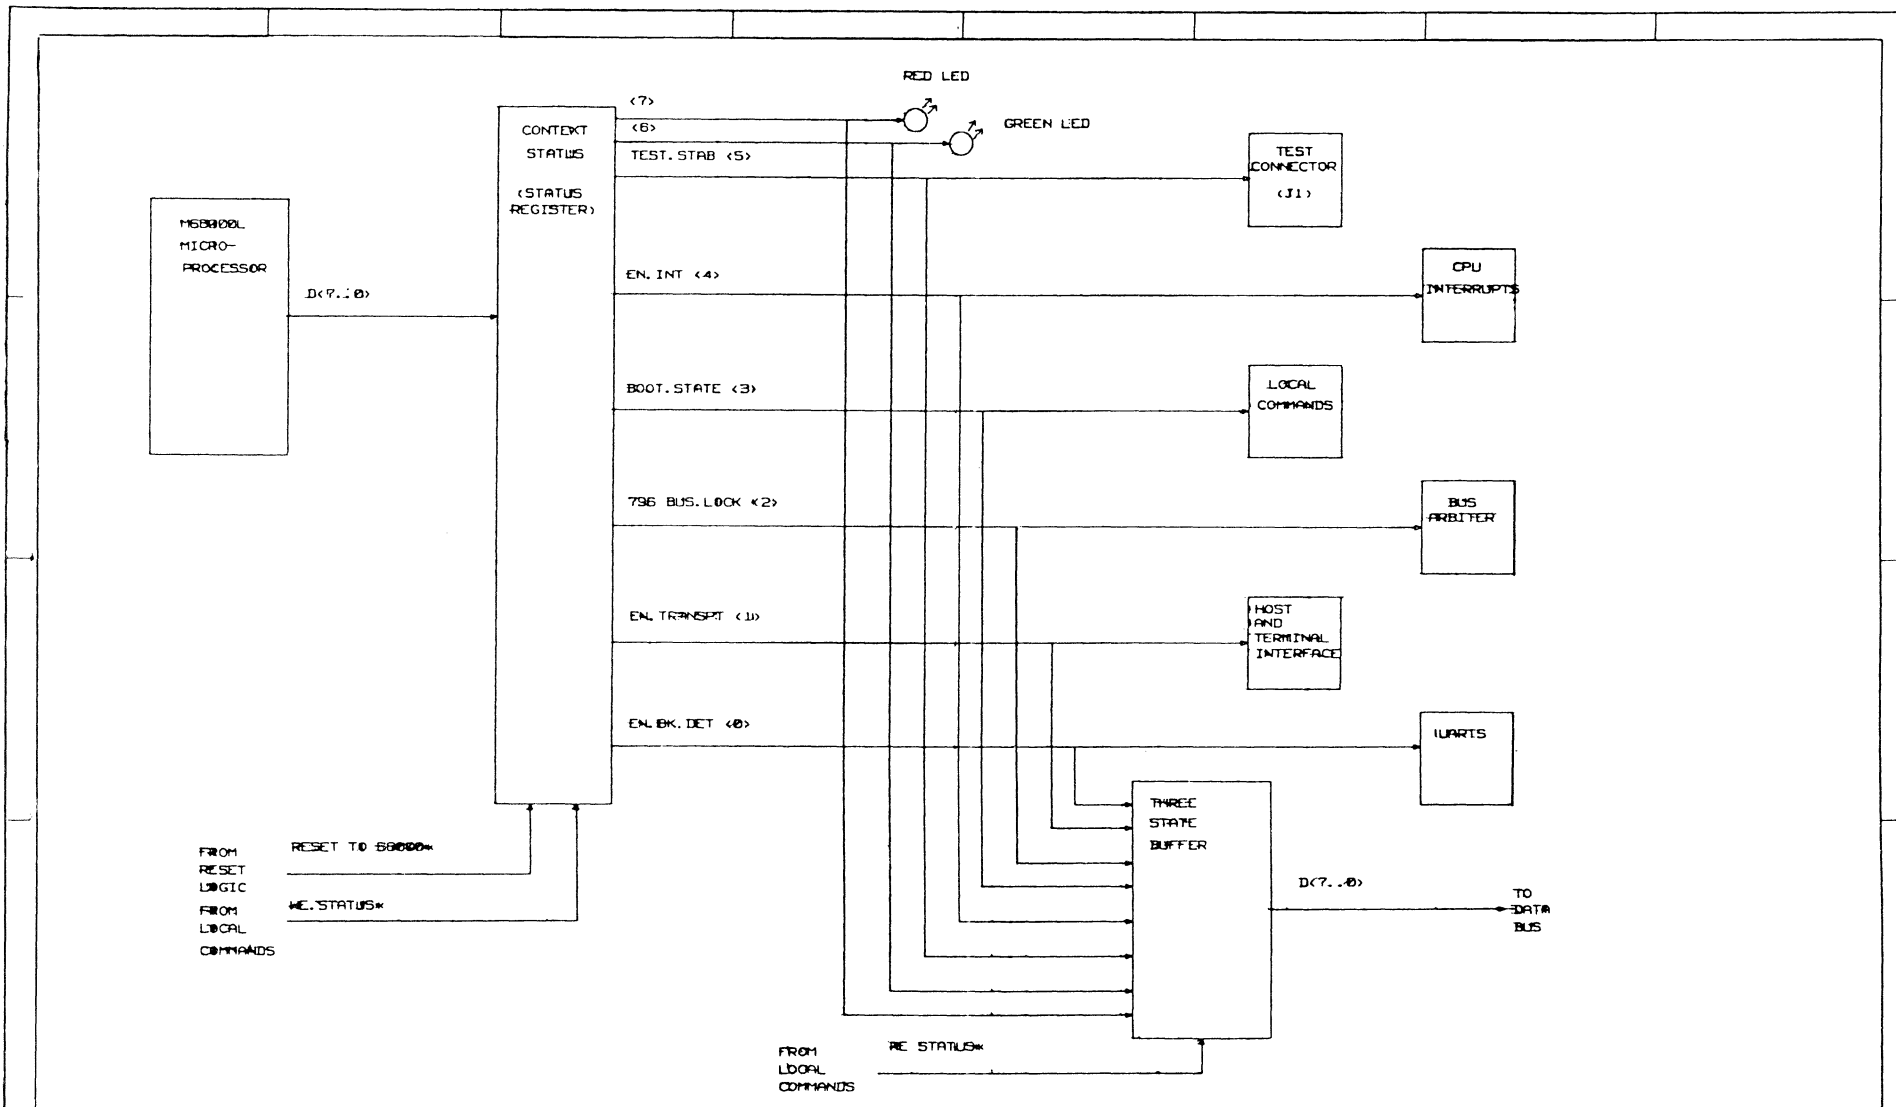 RED LED
<7>
GREEN LED
<6>
CONTEXT
STATUS
(STATUS
REGISTER)
TEST.STAB <5>
TEST
CONNECTOR
(J1)
M68000L
MICRO-
PROCESSOR
D<7..0>
EN.INT <4>
CPU
INTERRUPTS
BOOT.STATE <3>
LOCAL
COMMANDS
796 BUS.LOCK <2>
BUS
ARBITER
EN.TRANSPT <1>
HOST
AND
TERMINAL
INTERFACE
EN.BK.DET <0>
UARTS
THREE
STATE
BUFFER
FROM
RESET
LOGIC
RESET TO 68000*
FROM
LOCAL
COMMANDS
WE.STATUS*
D<7..0>
TO
DATA
BUS
FROM
LOCAL
COMMANDS
RE STATUS*